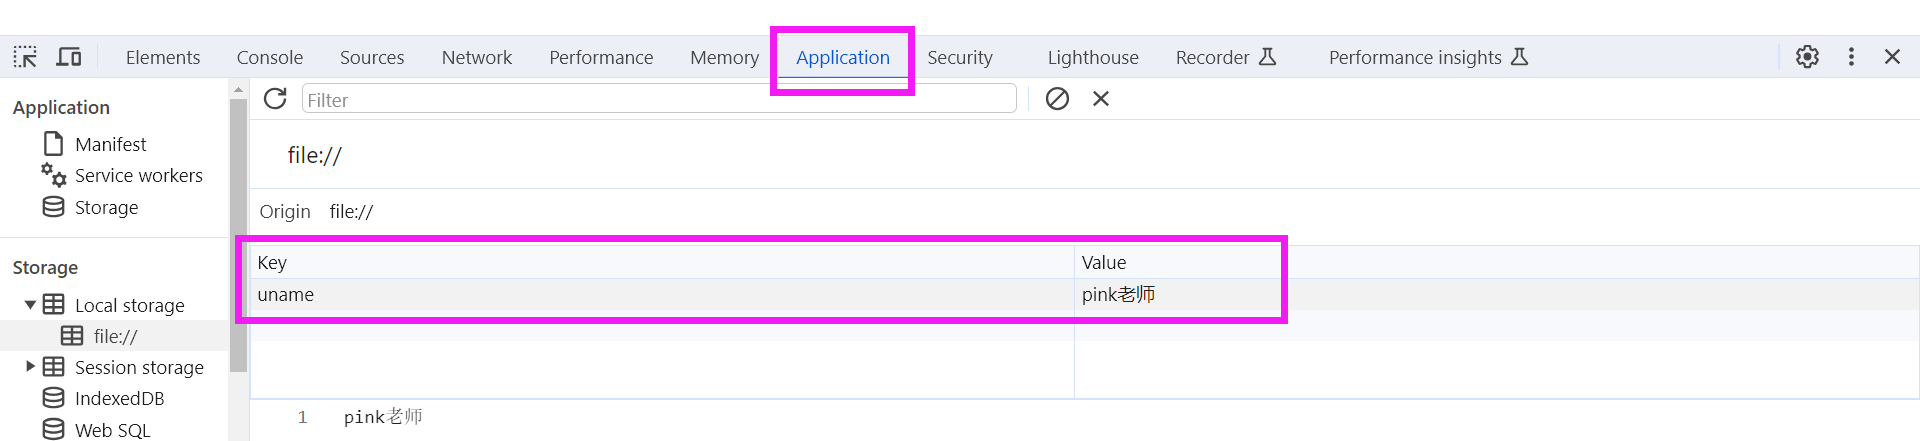 Elements Console Sources Network Performance Memory Application Security Lighthouse Recorder Performance insights
Application
Manifest
Service workers
Storage
Storage
Local storage
file://
Session storage
IndexedDB
Web SQL
Filter
file://
Origin file://
Key Value
uname pink老师
1 pink老师